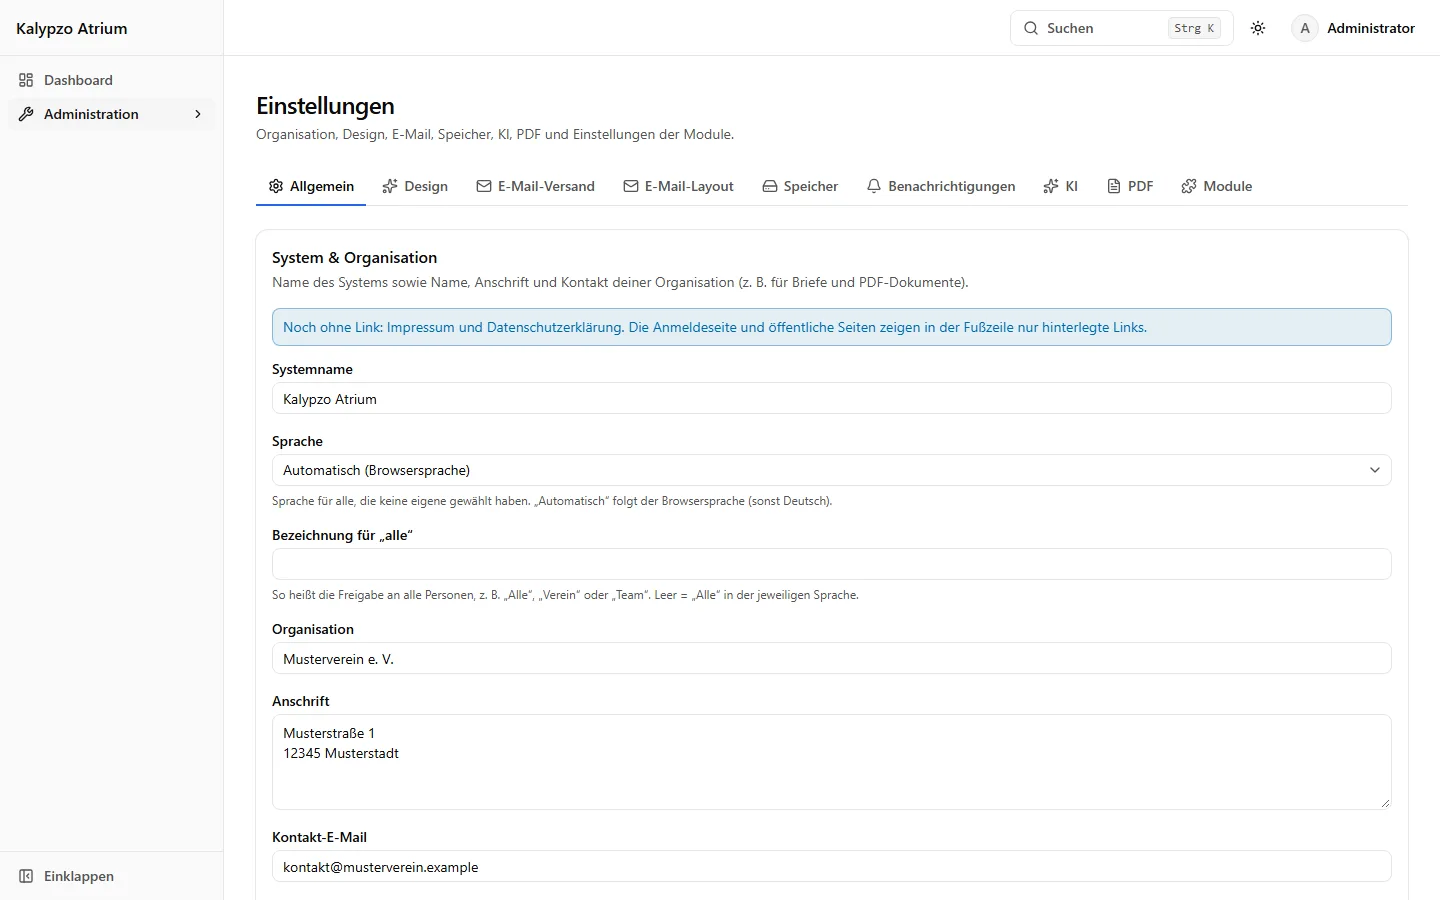 Kalypzo Atrium
Suchen
Strg K
A
Administrator
Dashboard
Administration
Einstellungen
Organisation, Design, E-Mail, Speicher, KI, PDF und Einstellungen der Module.
Allgemein
Design
E-Mail-Versand
E-Mail-Layout
Speicher
Benachrichtigungen
KI
PDF
Module
System & Organisation
Name des Systems sowie Name, Anschrift und Kontakt deiner Organisation (z. B. für Briefe und PDF-Dokumente).
Noch ohne Link: Impressum und Datenschutzerklärung. Die Anmeldeseite und öffentliche Seiten zeigen in der Fußzeile nur hinterlegte Links.
Systemname
Kalypzo Atrium
Sprache
Automatisch (Browsersprache)
Sprache für alle, die keine eigene gewählt haben. „Automatisch“ folgt der Browsersprache (sonst Deutsch).
Bezeichnung für „alle“
So heißt die Freigabe an alle Personen, z. B. „Alle“, „Verein“ oder „Team“. Leer = „Alle“ in der jeweiligen Sprache.
Organisation
Musterverein e. V.
Anschrift
Musterstraße 1
12345 Musterstadt
Kontakt-E-Mail
kontakt@musterverein.example
Einklappen